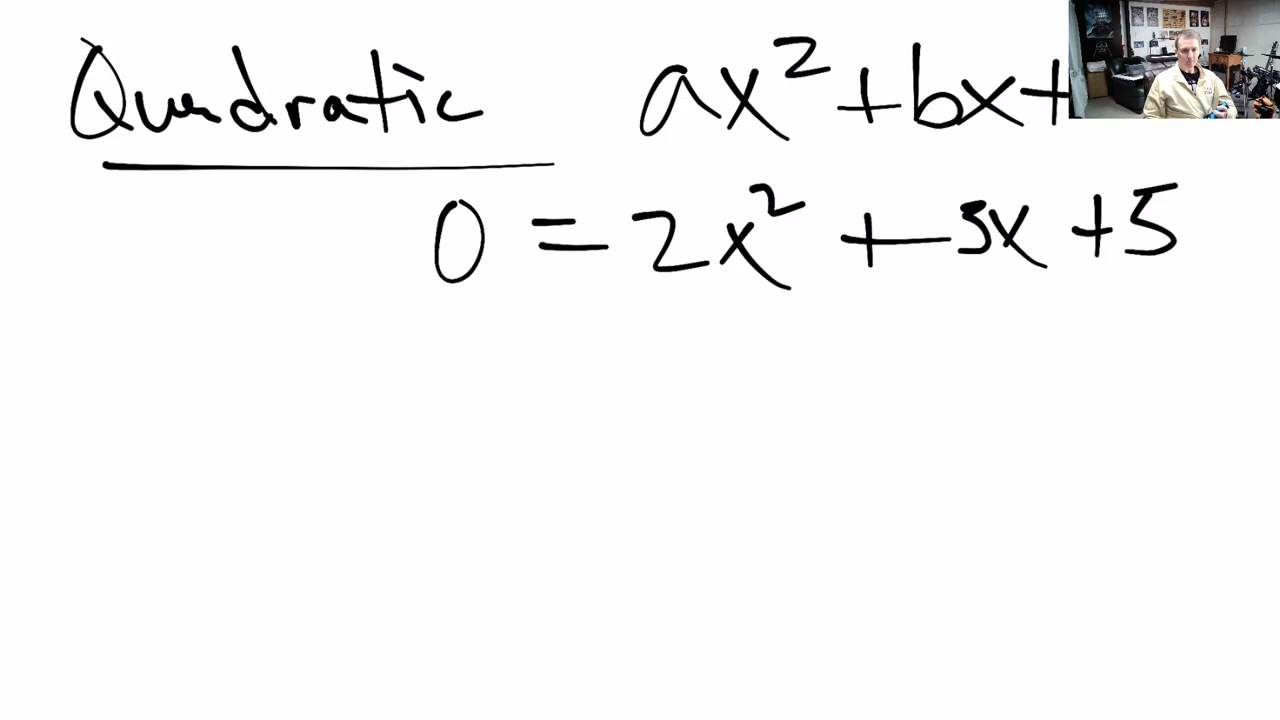 Quadratic ax² + bx +
0 = 2x² + 3x + 5